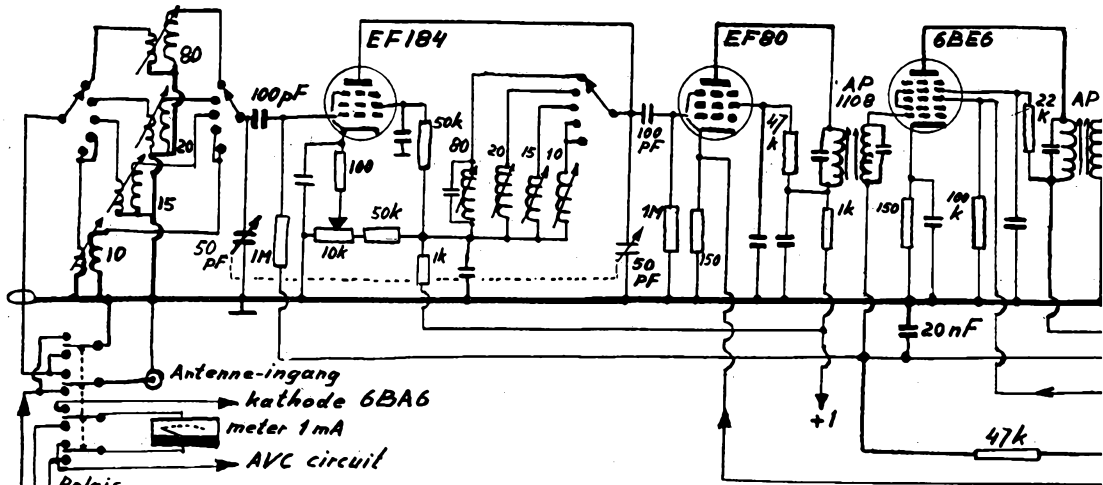 EF184
EF80
6BE6
80
100pF
AP
1108
22
k
AP
50k
47
k
80
20
15
10
100
PF
20
100
15
50k
1M
150
1k
150
100
k
10
50
PF
1M
10k
1k
50
PF
20nF
Antenne-ingang
kathode 6BA6
meter 1mA
+1
47k
AVC circuit
Relais